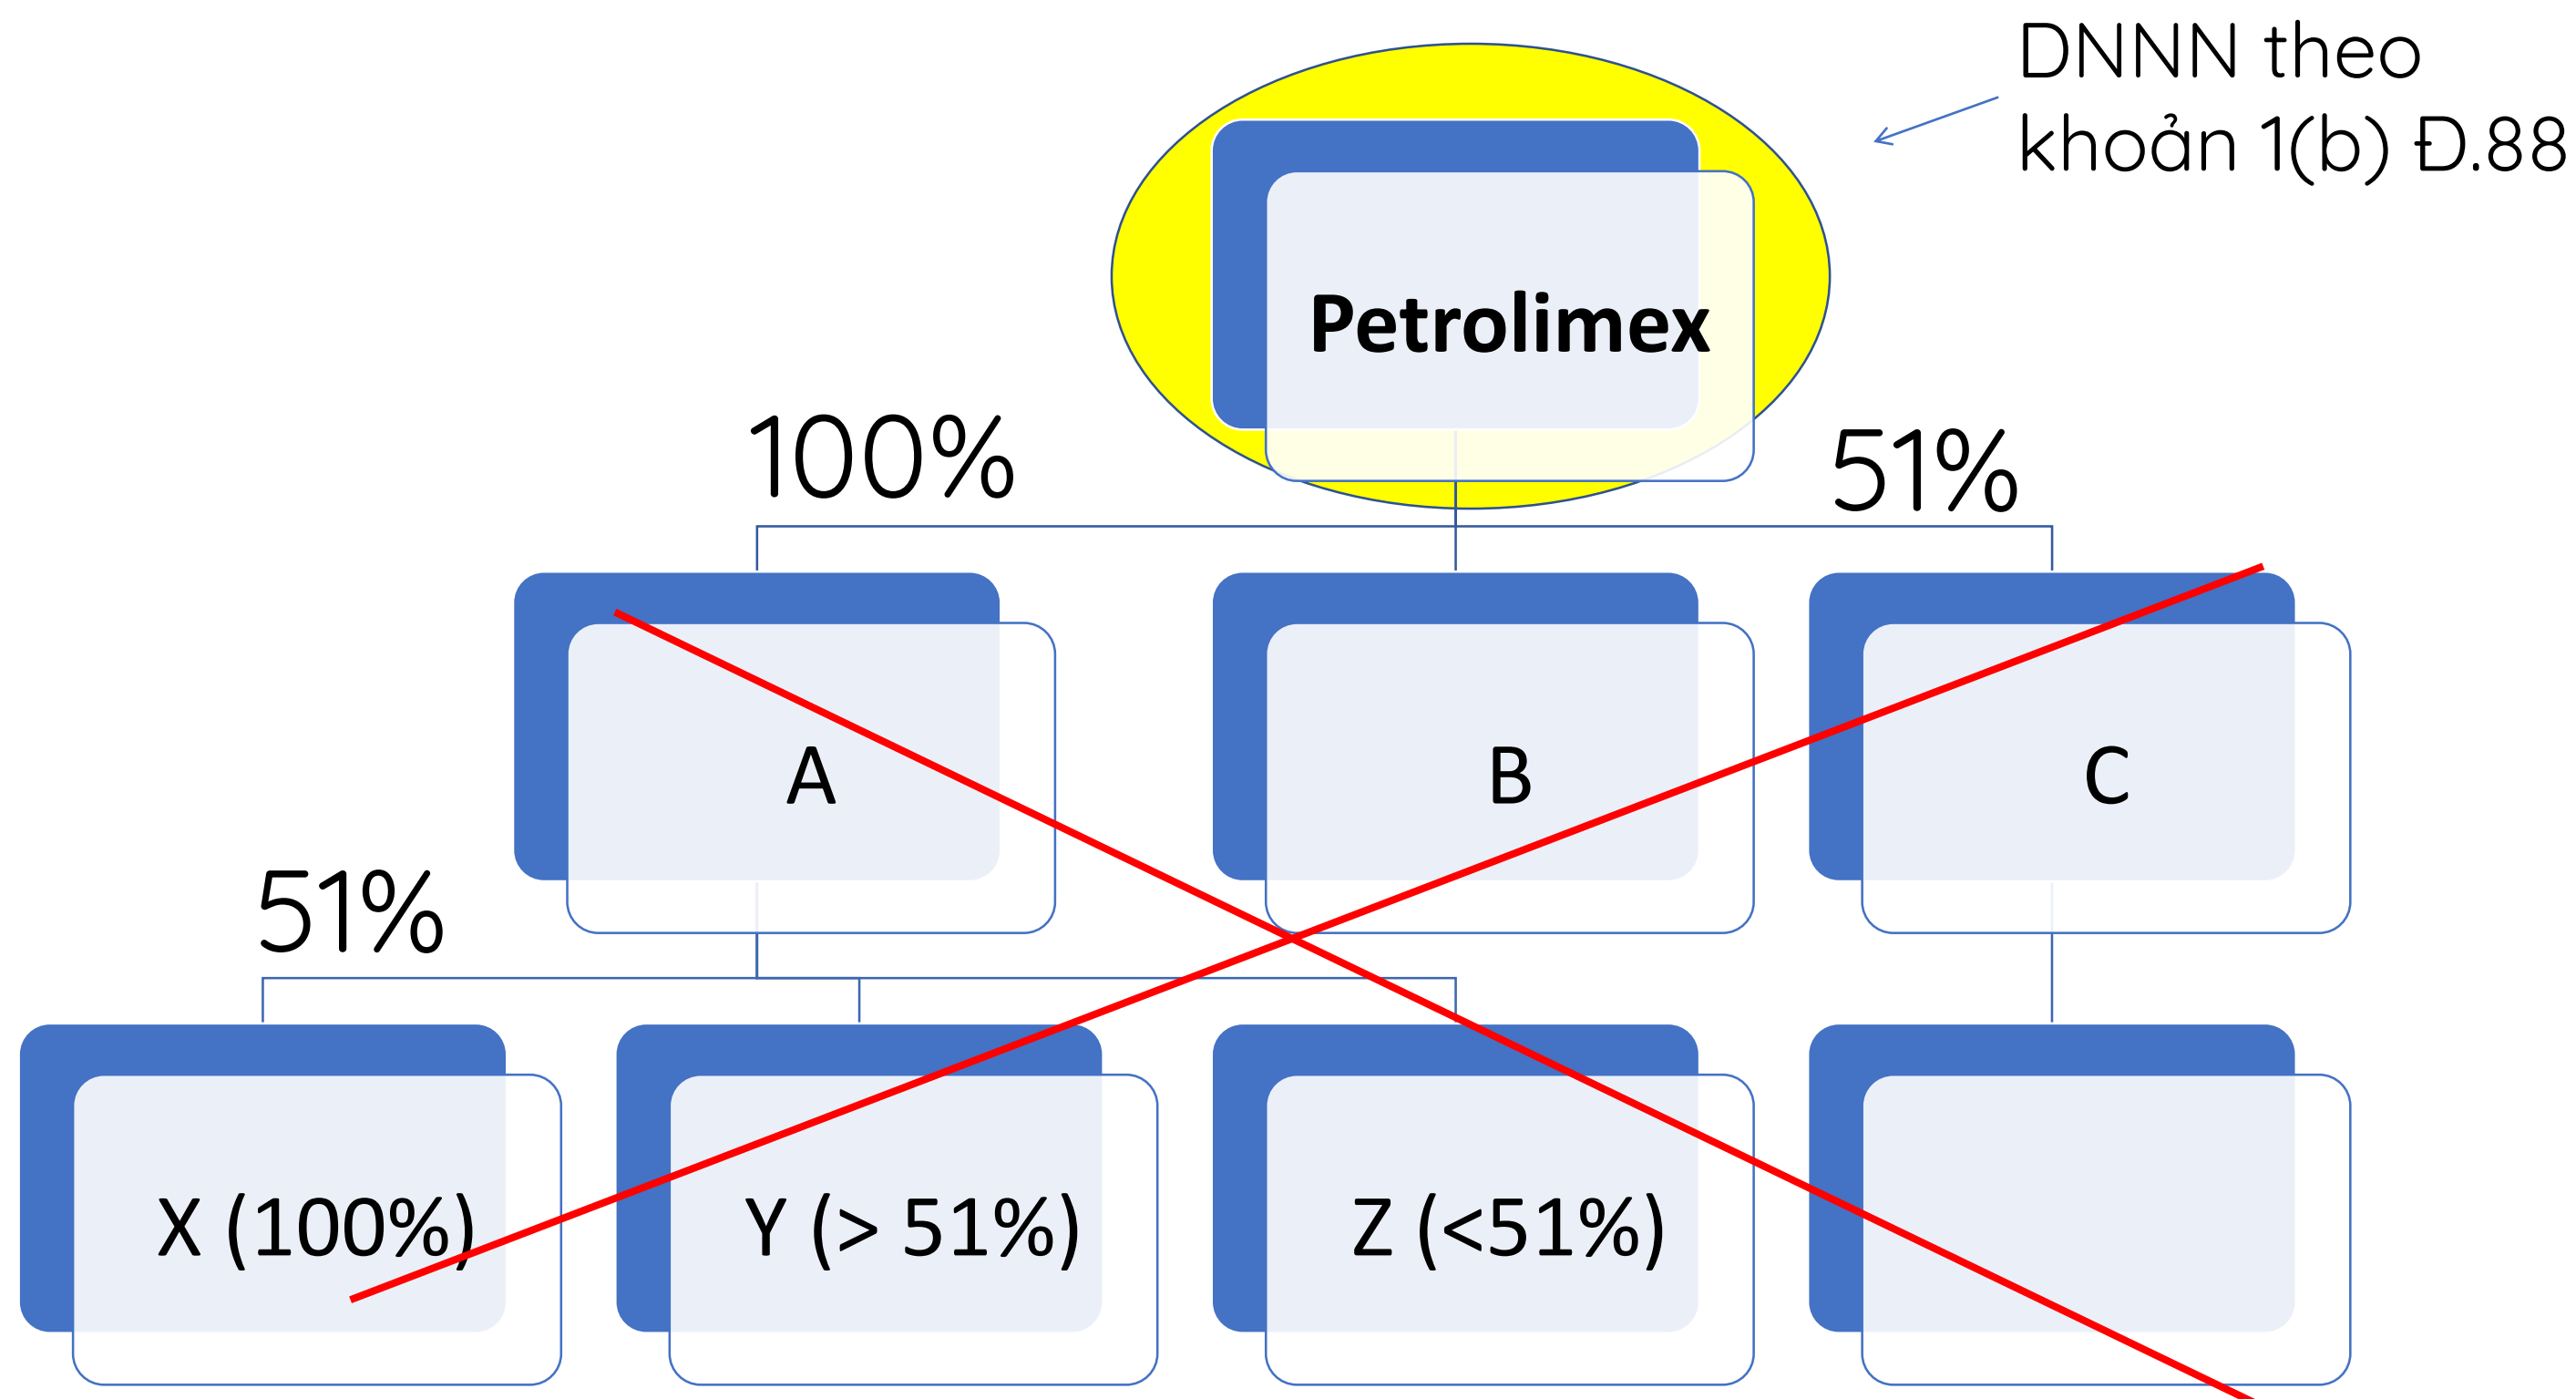 DNNN theo
khoản 1(b) Đ.88
Petrolimex
100%
51%
A
B
C
51%
X (100%)
Y (> 51%)
Z (<51%)